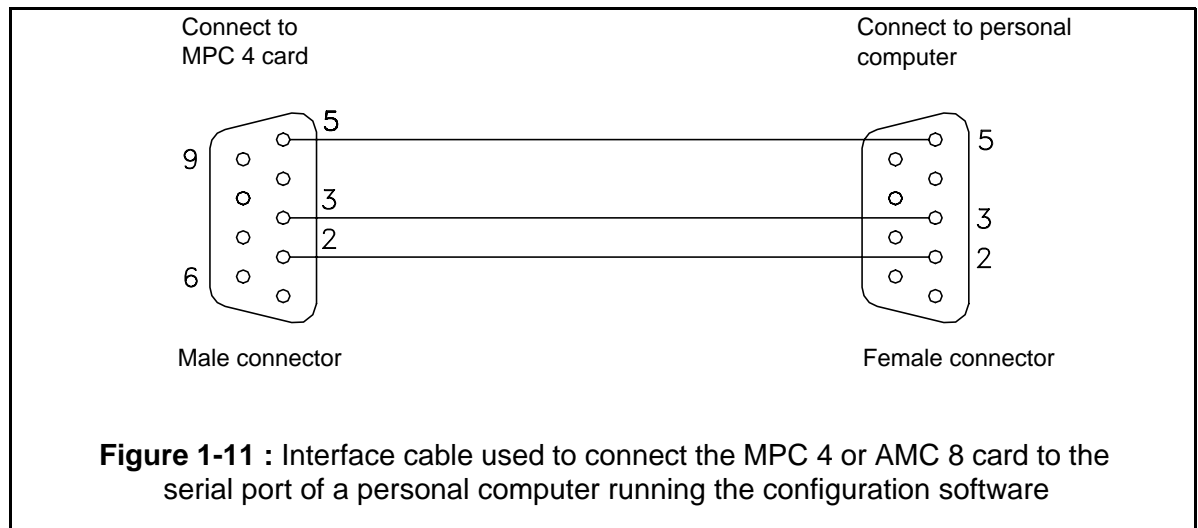 Connect to
MPC 4 card
Connect to personal
computer
5
9
3
2
6
5
3
2
Male connector
Female connector
Figure 1-11 : Interface cable used to connect the MPC 4 or AMC 8 card to the
serial port of a personal computer running the configuration software